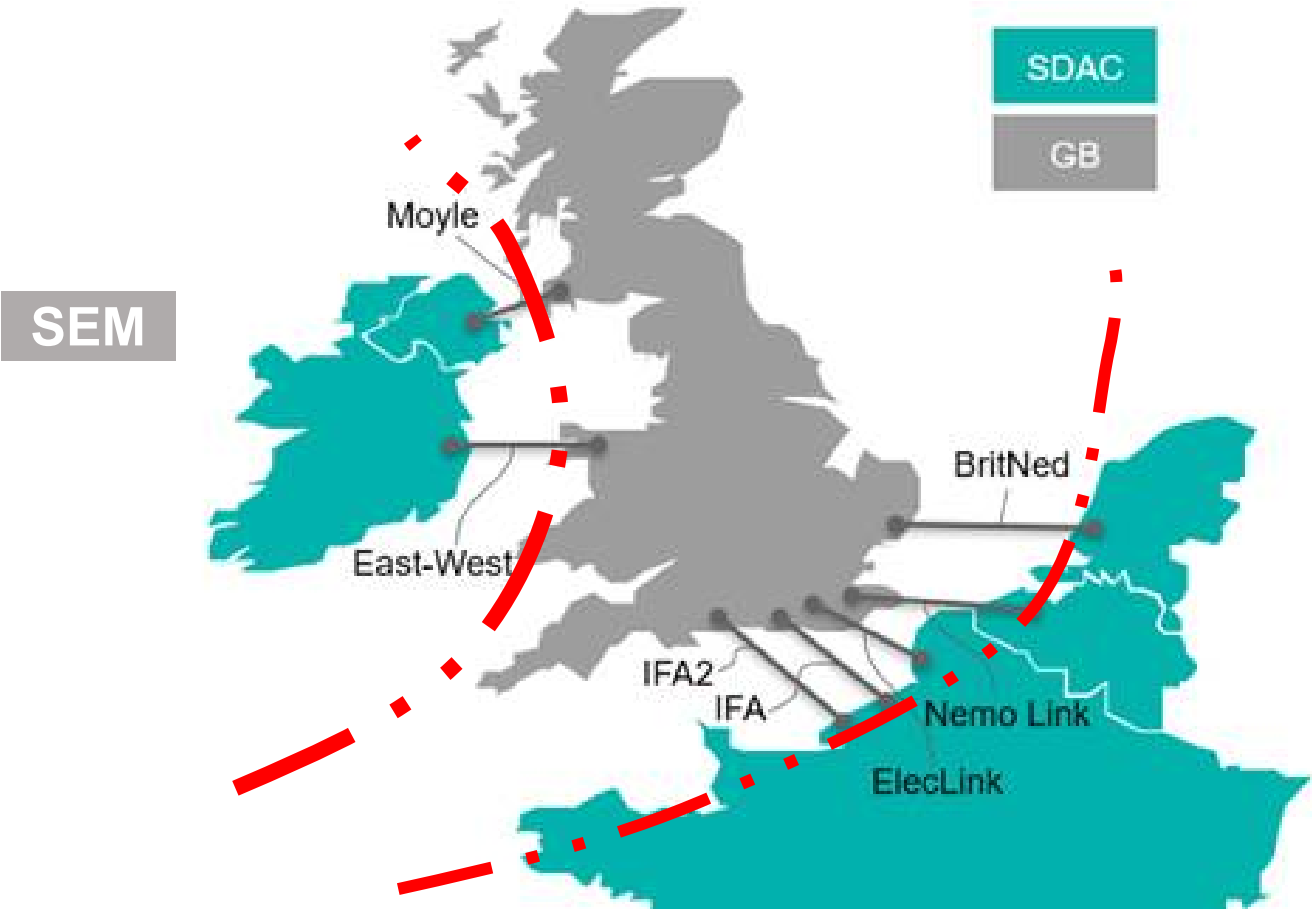 SDAC
GB
Moyle
SEM
BritNed
East-West
IFA2
IFA
Nemo Link
ElecLink